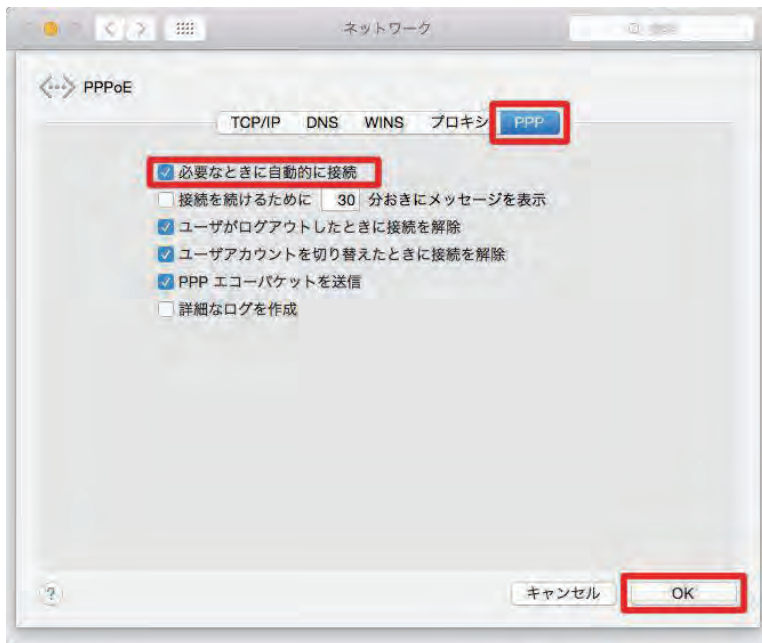 ネットワーク
PPPoE
TCP/IP DNS WINS プロキシ PPP
必要なときに自動的に接続
接続を続けるために 30 分おきにメッセージを表示
ユーザがログアウトしたときに接続を解除
ユーザアカウントを切り替えたときに接続を解除
PPP エコーパケットを送信
詳細なログを作成
? キャンセル OK